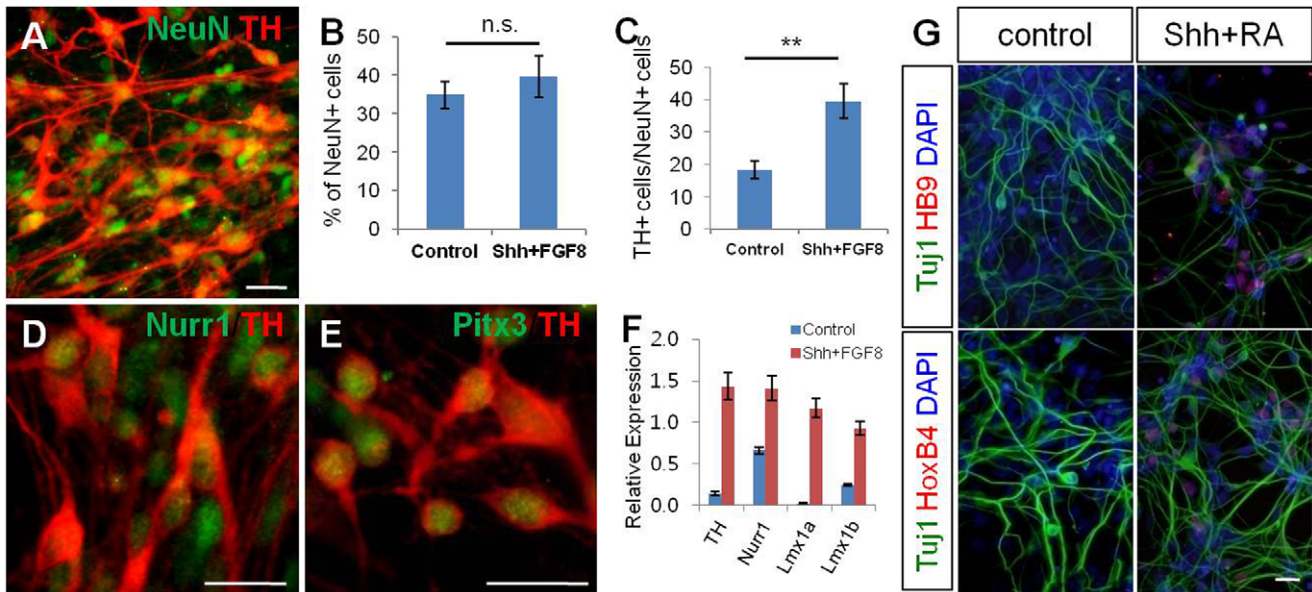 A
NeuN TH
B
n.s.
% of NeuN+ cells
50
40
30
20
10
0
Control Shh+FGF8
C
**
TH+ cells/NeuN+ cells
50
40
30
20
10
0
Control Shh+FGF8
D
Nurr1 TH
E
Pitx3/TH
F
Control
Shh+FGF8
Relative Expression
2.0
1.5
1.0
0.5
0.0
TH
Nurr1
Lmx1a
Lmx1b
G
control
Shh+RA
Tuj1 HB9 DAPI
Tuj1 HoxB4 DAPI